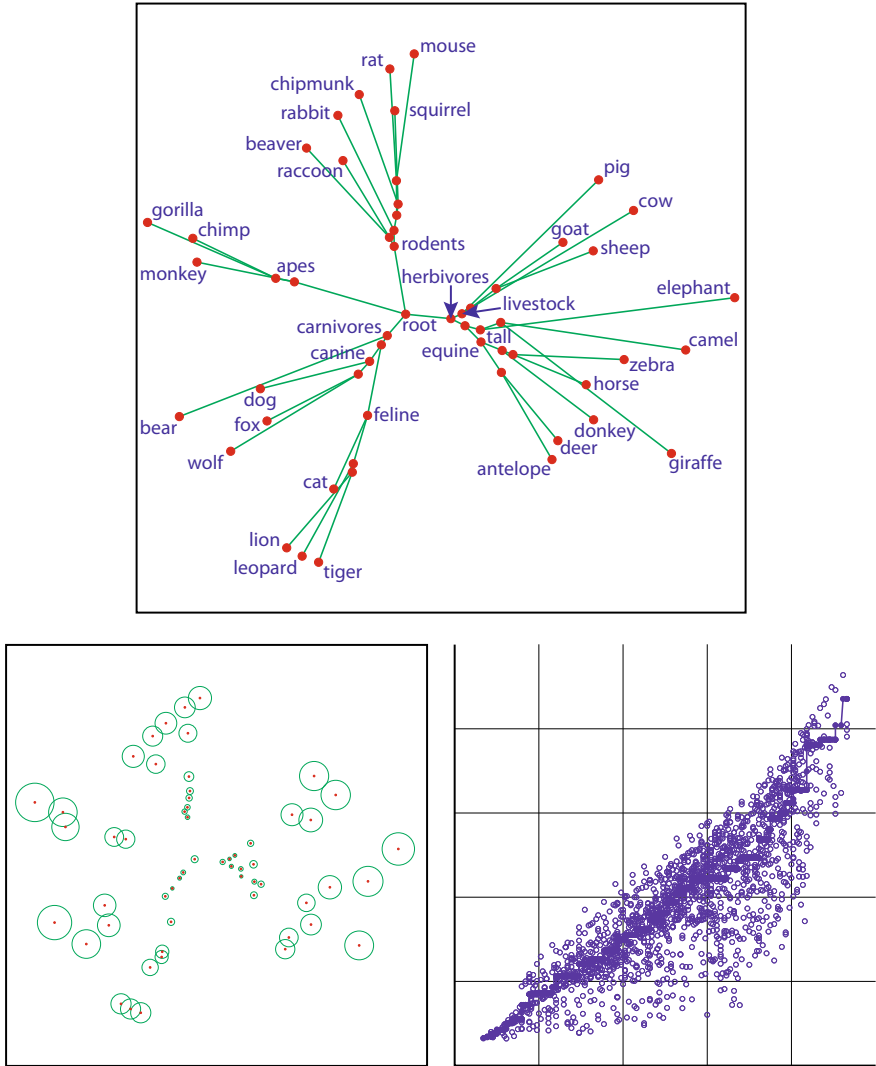 mouse
rat
chipmunk
rabbit
squirrel
beaver
raccoon
pig
cow
gorilla
chimp
goat
sheep
rodents
monkey
apes
herbivores
elephant
livestock
root
carnivores
tall
camel
canine
equine
zebra
dog
horse
bear
fox
feline
donkey
wolf
deer
antelope
giraffe
cat
lion
leopard
tiger